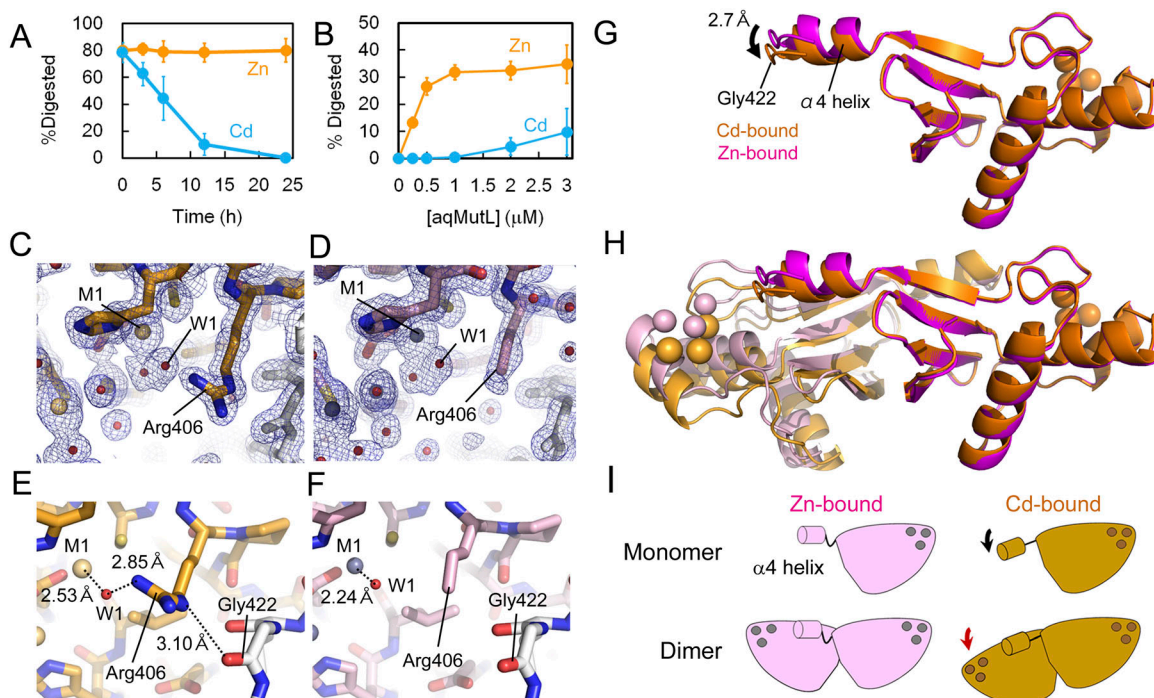 A
%Digested
100
80
60
40
20
0
Zn
Cd
0 5 10 15 20 25
Time (h)
B
% Digested
50
40
30
20
10
0
Zn
Cd
0 0.5 1 1.5 2 2.5 3
[aqMutL] (μM)
C
M1
W1
Arg406
D
M1
W1
Arg406
E
M1
2.85 Å
2.53 Å
W1
Gly422
3.10 Å
Arg406
F
M1
2.24 Å
W1
Gly422
Arg406
G
2.7 Å
Gly422
α4 helix
Cd-bound
Zn-bound
H
I
Zn-bound
Cd-bound
Monomer
α4 helix
Dimer